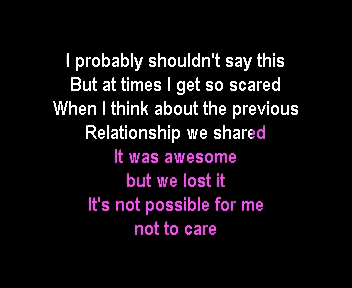 I probably shouldn't say this
But at times I get so scared
When I think about the previous
Relationship we shared
It was awesome
but we lost it
It's not possible for me
not to care